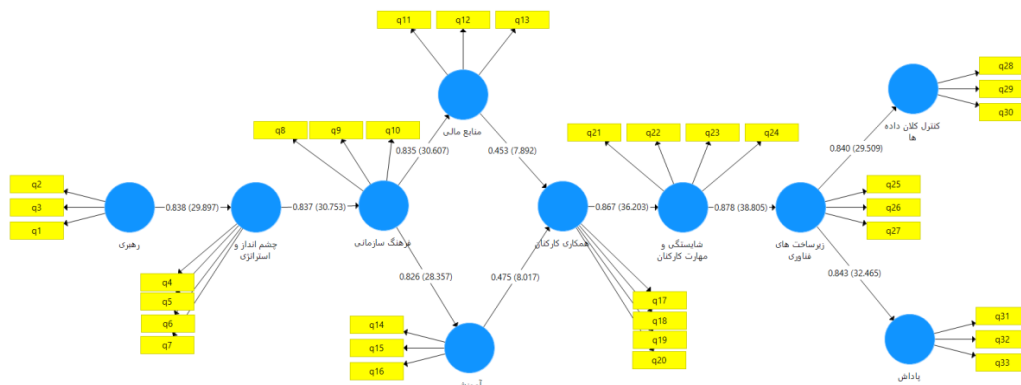 q11
q12
q13
منابع مالی
q8
q9
q10
0.835 (30.607)
0.453 (7.892)
q21
q22
q23
q24
q28
q29
q30
کنترل کلان داده
ها
0.840 (29.509)
q2
q3
q1
رهبری
0.838 (29.897)
چشم انداز و
استراتژی
0.837 (30.753)
فرهنگ سازمانی
همکاری کارکنان
0.867 (36.203)
شایستگی و
مهارت کارکنان
0.878 (38.805)
زیرساخت های
فناوری
q25
q26
q27
q4
q5
q6
q7
0.826 (28.357)
0.475 (8.017)
0.843 (32.465)
q17
q18
q19
q20
q14
q15
q16
q31
q32
q33
پاداش